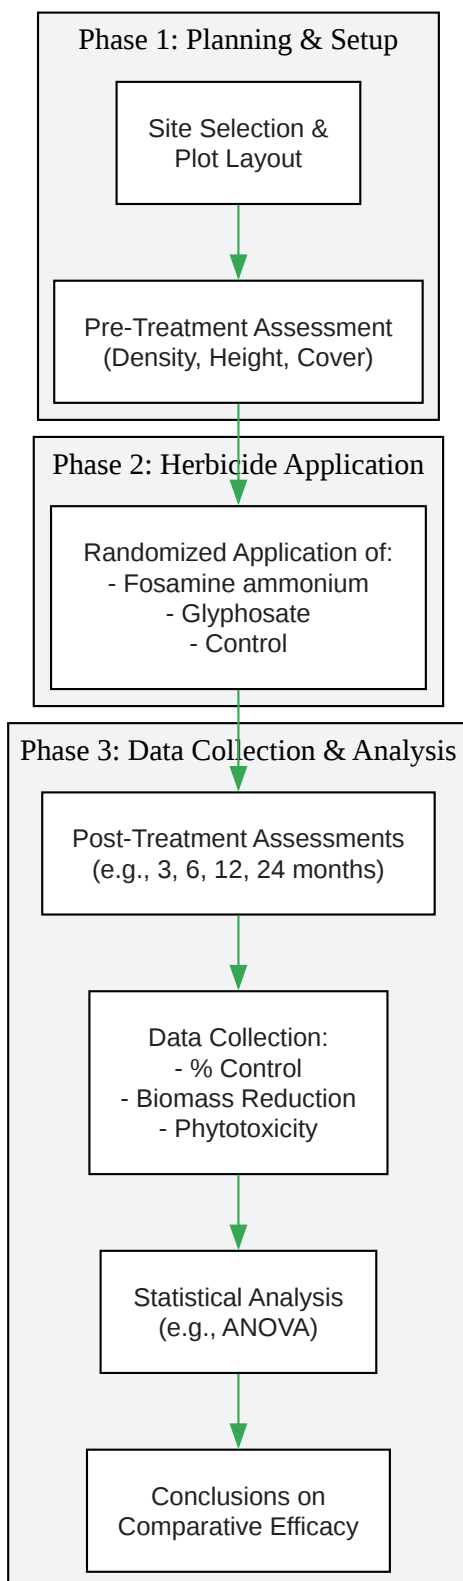 Phase 1: Planning & Setup
Site Selection &
Plot Layout
Pre-Treatment Assessment
(Density, Height, Cover)
Phase 2: Herbicide Application
Randomized Application of:
- Fosamine ammonium
- Glyphosate
- Control
Phase 3: Data Collection & Analysis
Post-Treatment Assessments
(e.g., 3, 6, 12, 24 months)
Data Collection:
- % Control
- Biomass Reduction
- Phytotoxicity
Statistical Analysis
(e.g., ANOVA)
Conclusions on
Comparative Efficacy